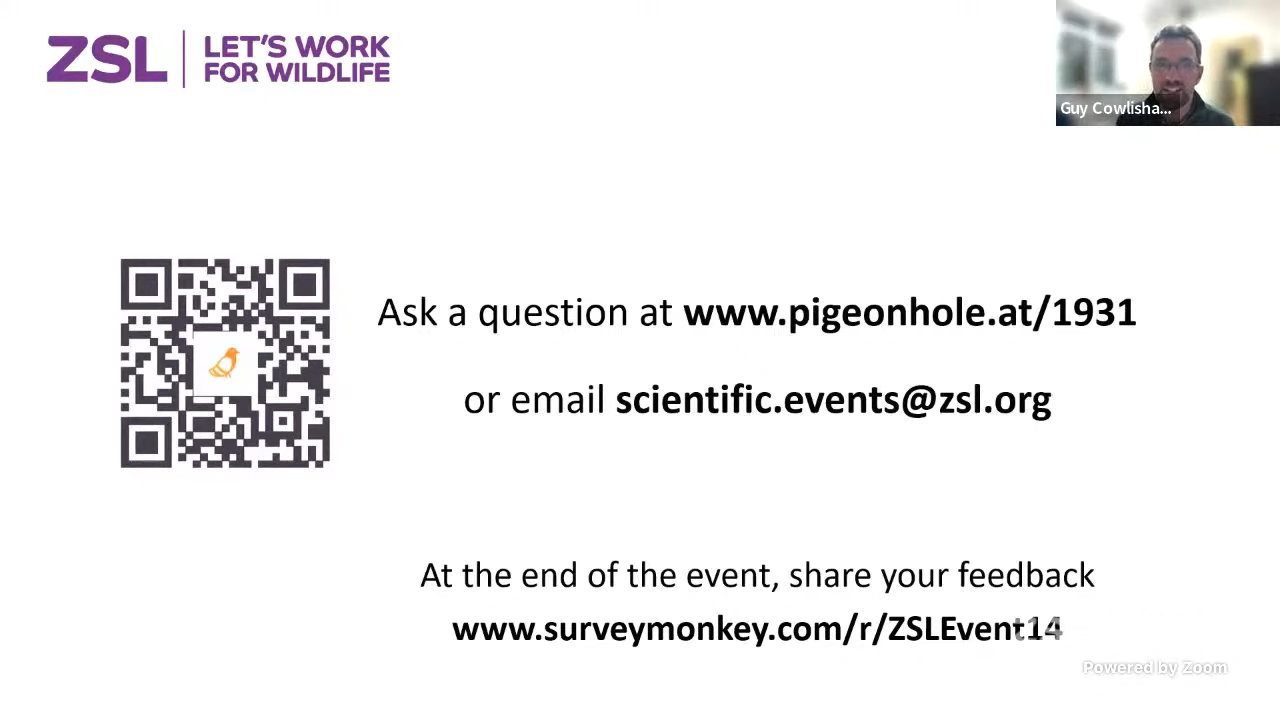 ZSL
LET'S WORK
FOR WILDLIFE
Guy Cowlisha...
Ask a question at www.pigeonhole.at/1931
or email scientific.events@zsl.org
At the end of the event, share your feedback
www.surveymonkey.com/r/ZSLEvent14
Powered by Zoom